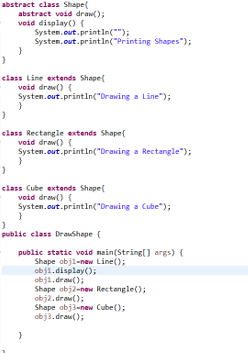 abstract class Shape{
abstract void draw();
void display() {
System.out.println("");
System.out.println("Printing Shapes");
}
}
class Line extends Shape{
void draw() {
System.out.println("Drawing a Line");
}
}
class Rectangle extends Shape{
void draw() {
System.out.println("Drawing a Rectangle");
}
}
class Cube extends Shape{
void draw() {
System.out.println("Drawing a Cube");
}
}
public class DrawShape {
public static void main(String[] args) {
Shape obj1=new Line();
obj1.display();
obj1.draw();
Shape obj2=new Rectangle();
obj2.draw();
Shape obj3=new Cube();
obj3.draw();
}
}